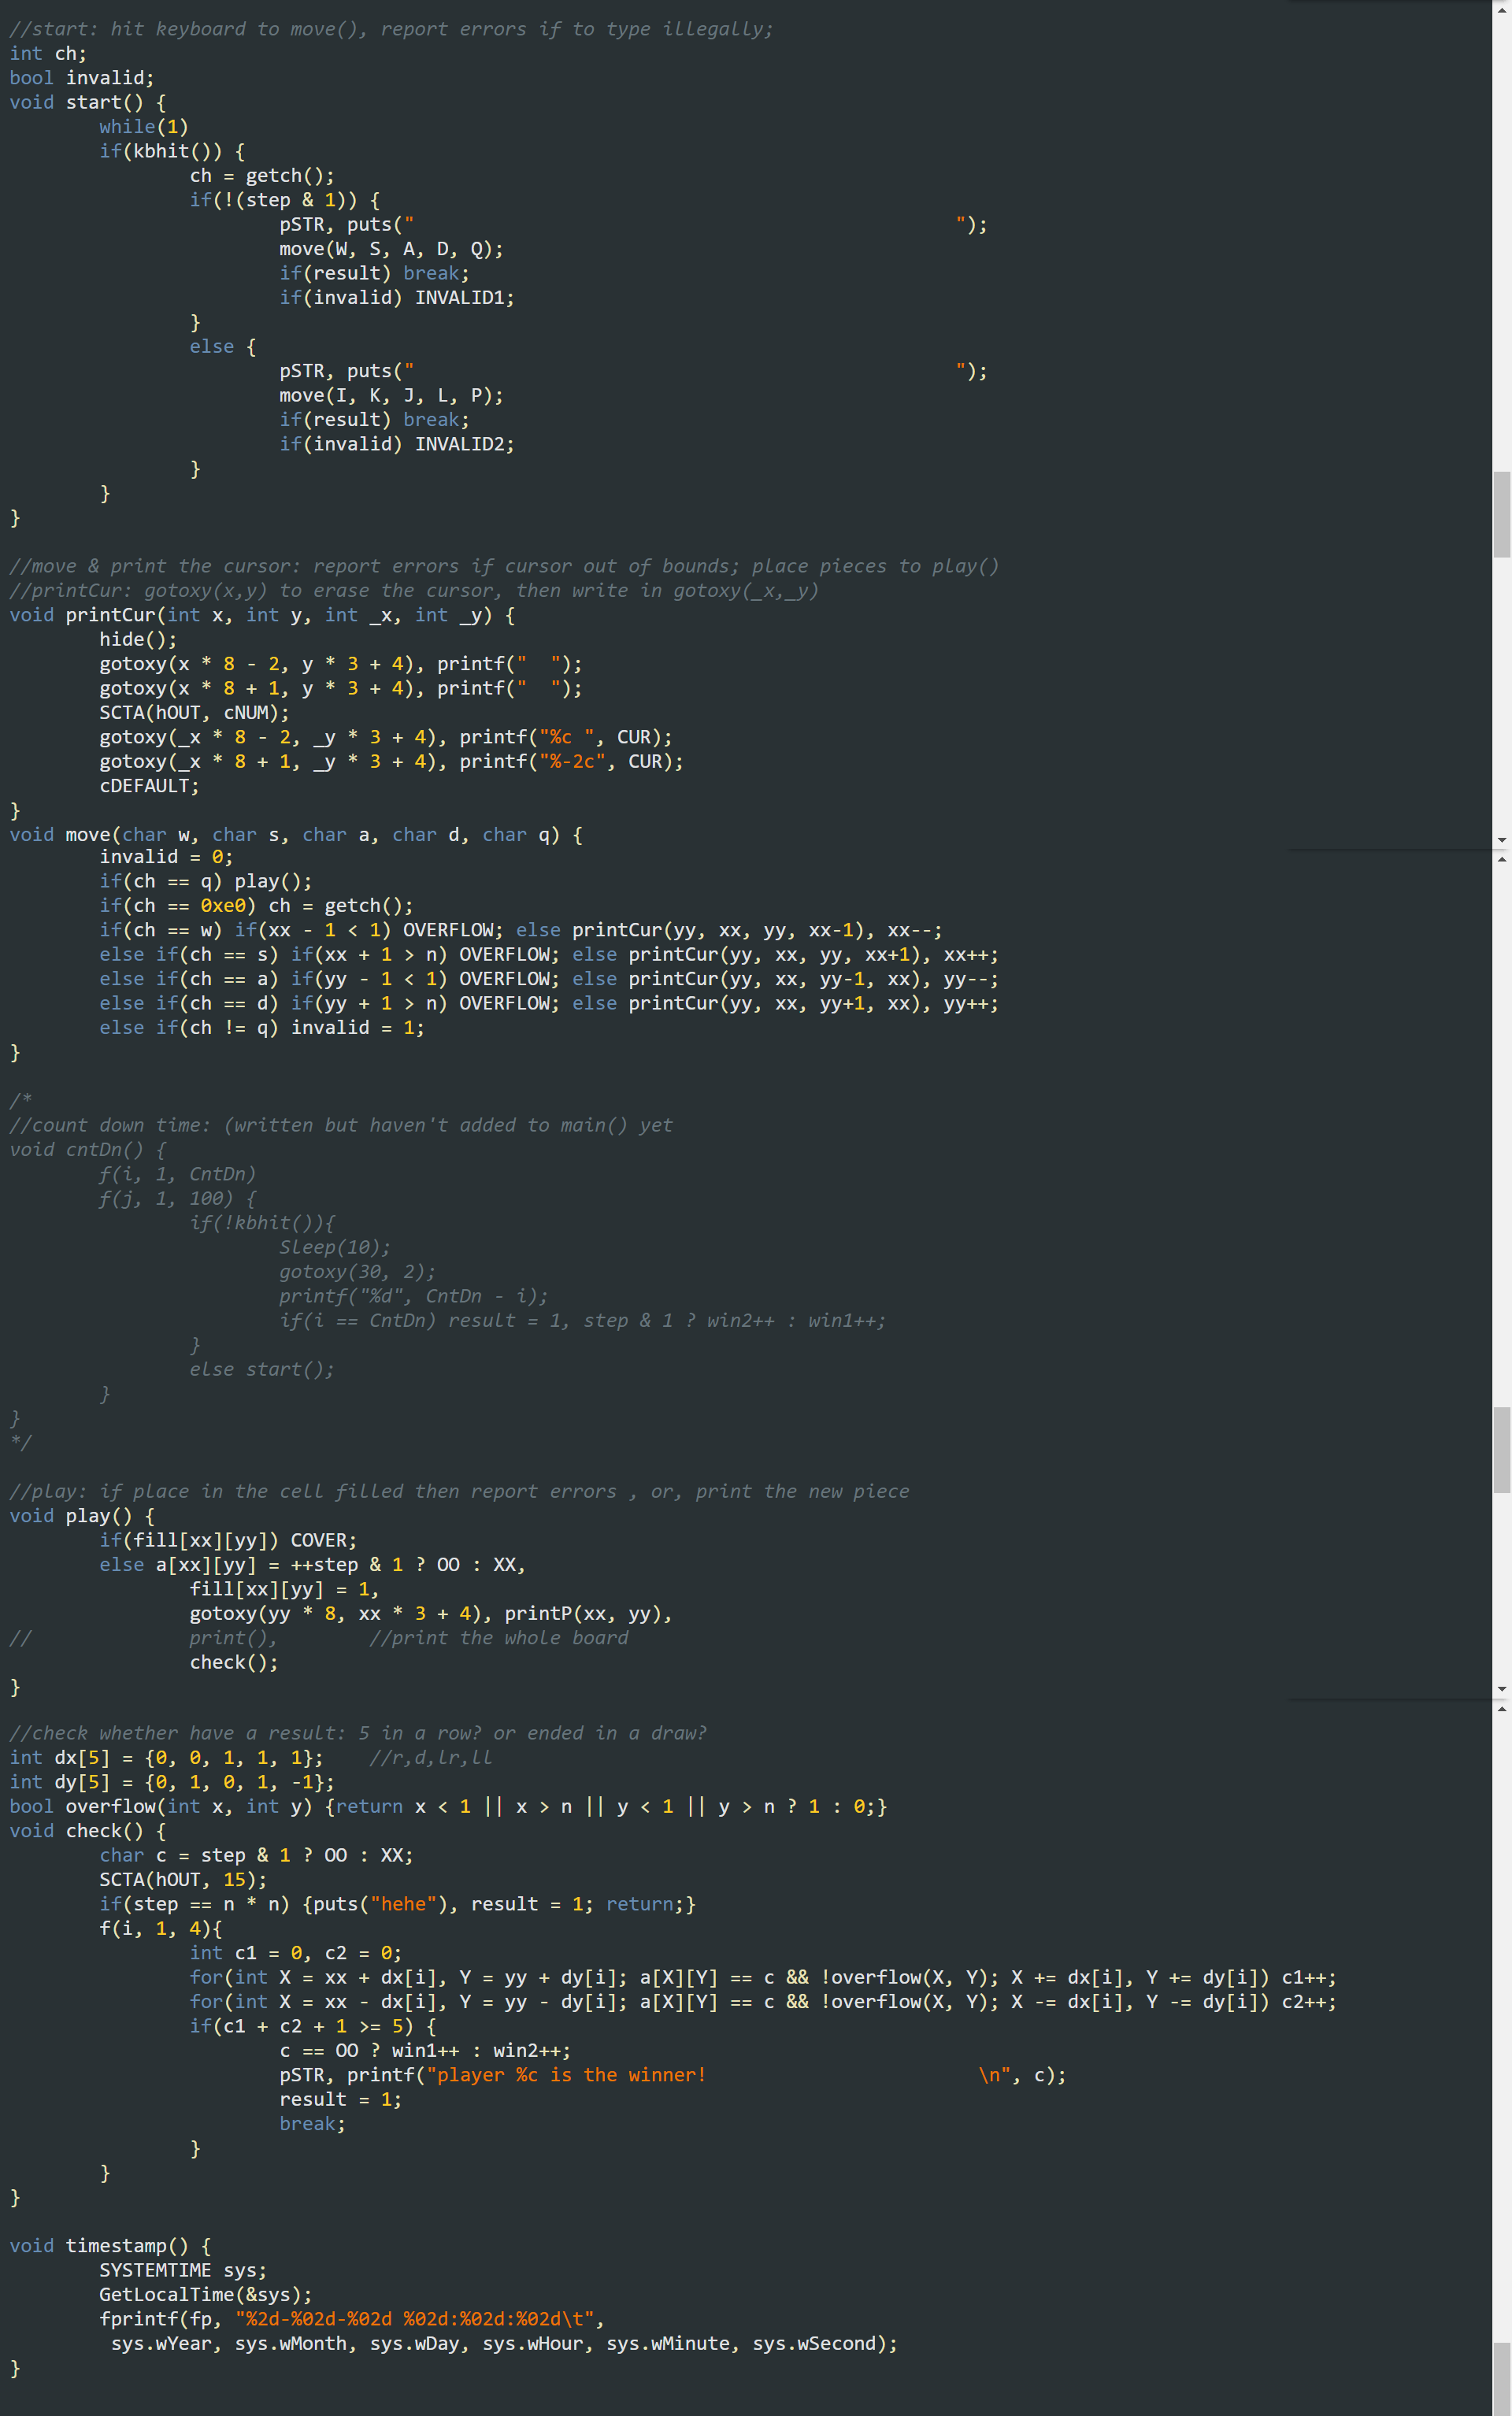 //start: hit keyboard to move(), report errors if to type illegally;
int ch;
bool invalid;
void start() {
        while(1)
        if(kbhit()) {
                ch = getch();
                if(!(step & 1)) {
                        pSTR, puts("                                                ");
                        move(W, S, A, D, Q);
                        if(result) break;
                        if(invalid) INVALID1;
                }
                else {
                        pSTR, puts("                                                ");
                        move(I, K, J, L, P);
                        if(result) break;
                        if(invalid) INVALID2;
                }
        }
}

//move & print the cursor: report errors if cursor out of bounds; place pieces to play()
//printCur: gotoxy(x,y) to erase the cursor, then write in gotoxy(_x,_y)
void printCur(int x, int y, int _x, int _y) {
        hide();
        gotoxy(x * 8 - 2, y * 3 + 4), printf("  ");
        gotoxy(x * 8 + 1, y * 3 + 4), printf("  ");
        SCTA(hOUT, cNUM);
        gotoxy(_x * 8 - 2, _y * 3 + 4), printf("%c ", CUR);
        gotoxy(_x * 8 + 1, _y * 3 + 4), printf("%-2c", CUR);
        cDEFAULT;
}
void move(char w, char s, char a, char d, char q) {
        invalid = 0;
        if(ch == q) play();
        if(ch == 0xe0) ch = getch();
        if(ch == w) if(xx - 1 < 1) OVERFLOW; else printCur(yy, xx, yy, xx-1), xx--;
        else if(ch == s) if(xx + 1 > n) OVERFLOW; else printCur(yy, xx, yy, xx+1), xx++;
        else if(ch == a) if(yy - 1 < 1) OVERFLOW; else printCur(yy, xx, yy-1, xx), yy--;
        else if(ch == d) if(yy + 1 > n) OVERFLOW; else printCur(yy, xx, yy+1, xx), yy++;
        else if(ch != q) invalid = 1;
}

/*
//count down time: (written but haven't added to main() yet
void cntDn() {
        f(i, 1, CntDn)
        f(j, 1, 100) {
                if(!kbhit()){
                        Sleep(10);
                        gotoxy(30, 2);
                        printf("%d", CntDn - i);
                        if(i == CntDn) result = 1, step & 1 ? win2++ : win1++;
                }
                else start();
        }
}
*/

//play: if place in the cell filled then report errors , or, print the new piece
void play() {
        if(fill[xx][yy]) COVER;
        else a[xx][yy] = ++step & 1 ? OO : XX,
                fill[xx][yy] = 1,
                gotoxy(yy * 8, xx * 3 + 4), printP(xx, yy),
//              print(),        //print the whole board
                check();
}

//check whether have a result: 5 in a row? or ended in a draw?
int dx[5] = {0, 0, 1, 1, 1};    //r,d,lr,ll
int dy[5] = {0, 1, 0, 1, -1};
bool overflow(int x, int y) {return x < 1 || x > n || y < 1 || y > n ? 1 : 0;}
void check() {
        char c = step & 1 ? OO : XX;
        SCTA(hOUT, 15);
        if(step == n * n) {puts("hehe"), result = 1; return;}
        f(i, 1, 4){
                int c1 = 0, c2 = 0;
                for(int X = xx + dx[i], Y = yy + dy[i]; a[X][Y] == c && !overflow(X, Y); X += dx[i], Y += dy[i]) c1++;
                for(int X = xx - dx[i], Y = yy - dy[i]; a[X][Y] == c && !overflow(X, Y); X -= dx[i], Y -= dy[i]) c2++;
                if(c1 + c2 + 1 >= 5) {
                        c == OO ? win1++ : win2++;
                        pSTR, printf("player %c is the winner!                        \n", c);
                        result = 1;
                        break;
                }
        }
}

void timestamp() {
        SYSTEMTIME sys;
        GetLocalTime(&sys);
        fprintf(fp, "%2d-%02d-%02d %02d:%02d:%02d\t",
         sys.wYear, sys.wMonth, sys.wDay, sys.wHour, sys.wMinute, sys.wSecond);
}